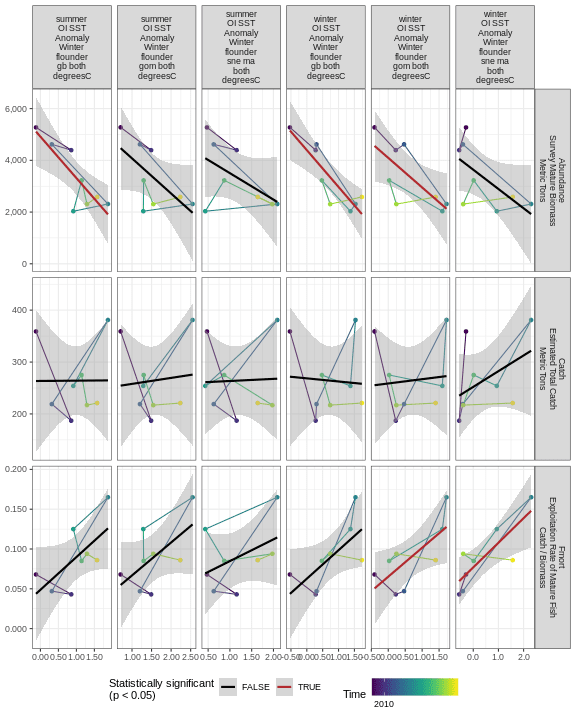 summer
OI SST
Anomaly
Winter
flounder
gb both
degreesC
summer
OI SST
Anomaly
Winter
flounder
gom both
degreesC
summer
OI SST
Anomaly
Winter
flounder
sne ma
both
degreesC
winter
OI SST
Anomaly
Winter
flounder
gb both
degreesC
winter
OI SST
Anomaly
Winter
flounder
gom both
degreesC
winter
OI SST
Anomaly
Winter
flounder
sne ma
both
degreesC
6,000
4,000
2,000
0
Abundance
Survey Mature Biomass
Metric Tons
400
300
200
Catch
Estimated Total Catch
Metric Tons
0.200
0.150
0.100
0.050
0.000
Fmort
Exploitation Rate of Mature Fish
Catch / Biomass
0.00 0.50 1.00 1.50
1.00 1.50 2.00 2.50
0.50 1.00 1.50 2.00
-0.50 0.00 0.50 1.00 1.50
-0.50 0.00 0.50 1.00 1.50
0.0 1.0 2.0
Statistically significant
(p < 0.05)
FALSE
TRUE
Time
2010